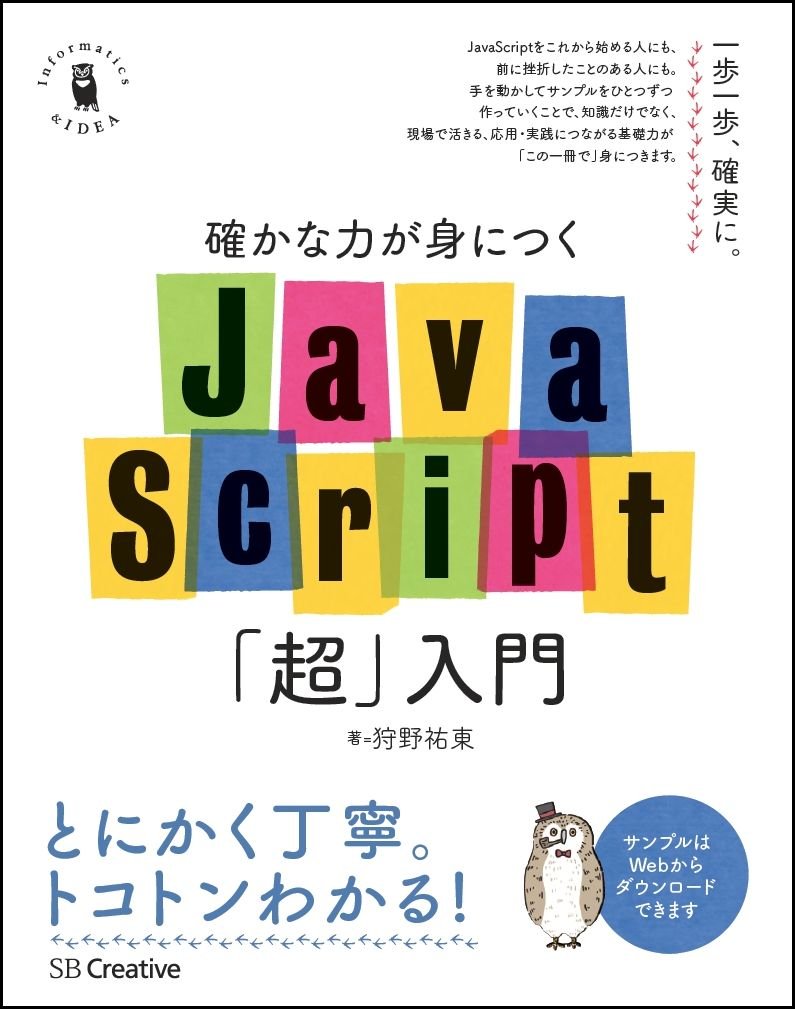 Informatics
& IDEA
JavaScriptをこれから始める人にも、
前に挫折したことのある人にも。
手を動かしてサンプルをひとつずつ
作っていくことで、知識だけでなく、
現場で活きる、応用・実践につながる基礎力が
「この一冊で」身につきます。
一歩一歩、確実に。
確かな力が身につく
Java
Script
「超」入門
著=狩野祐東
とにかく丁寧。
トコトンわかる!
サンプルは
Webから
ダウンロード
できます
SB Creative